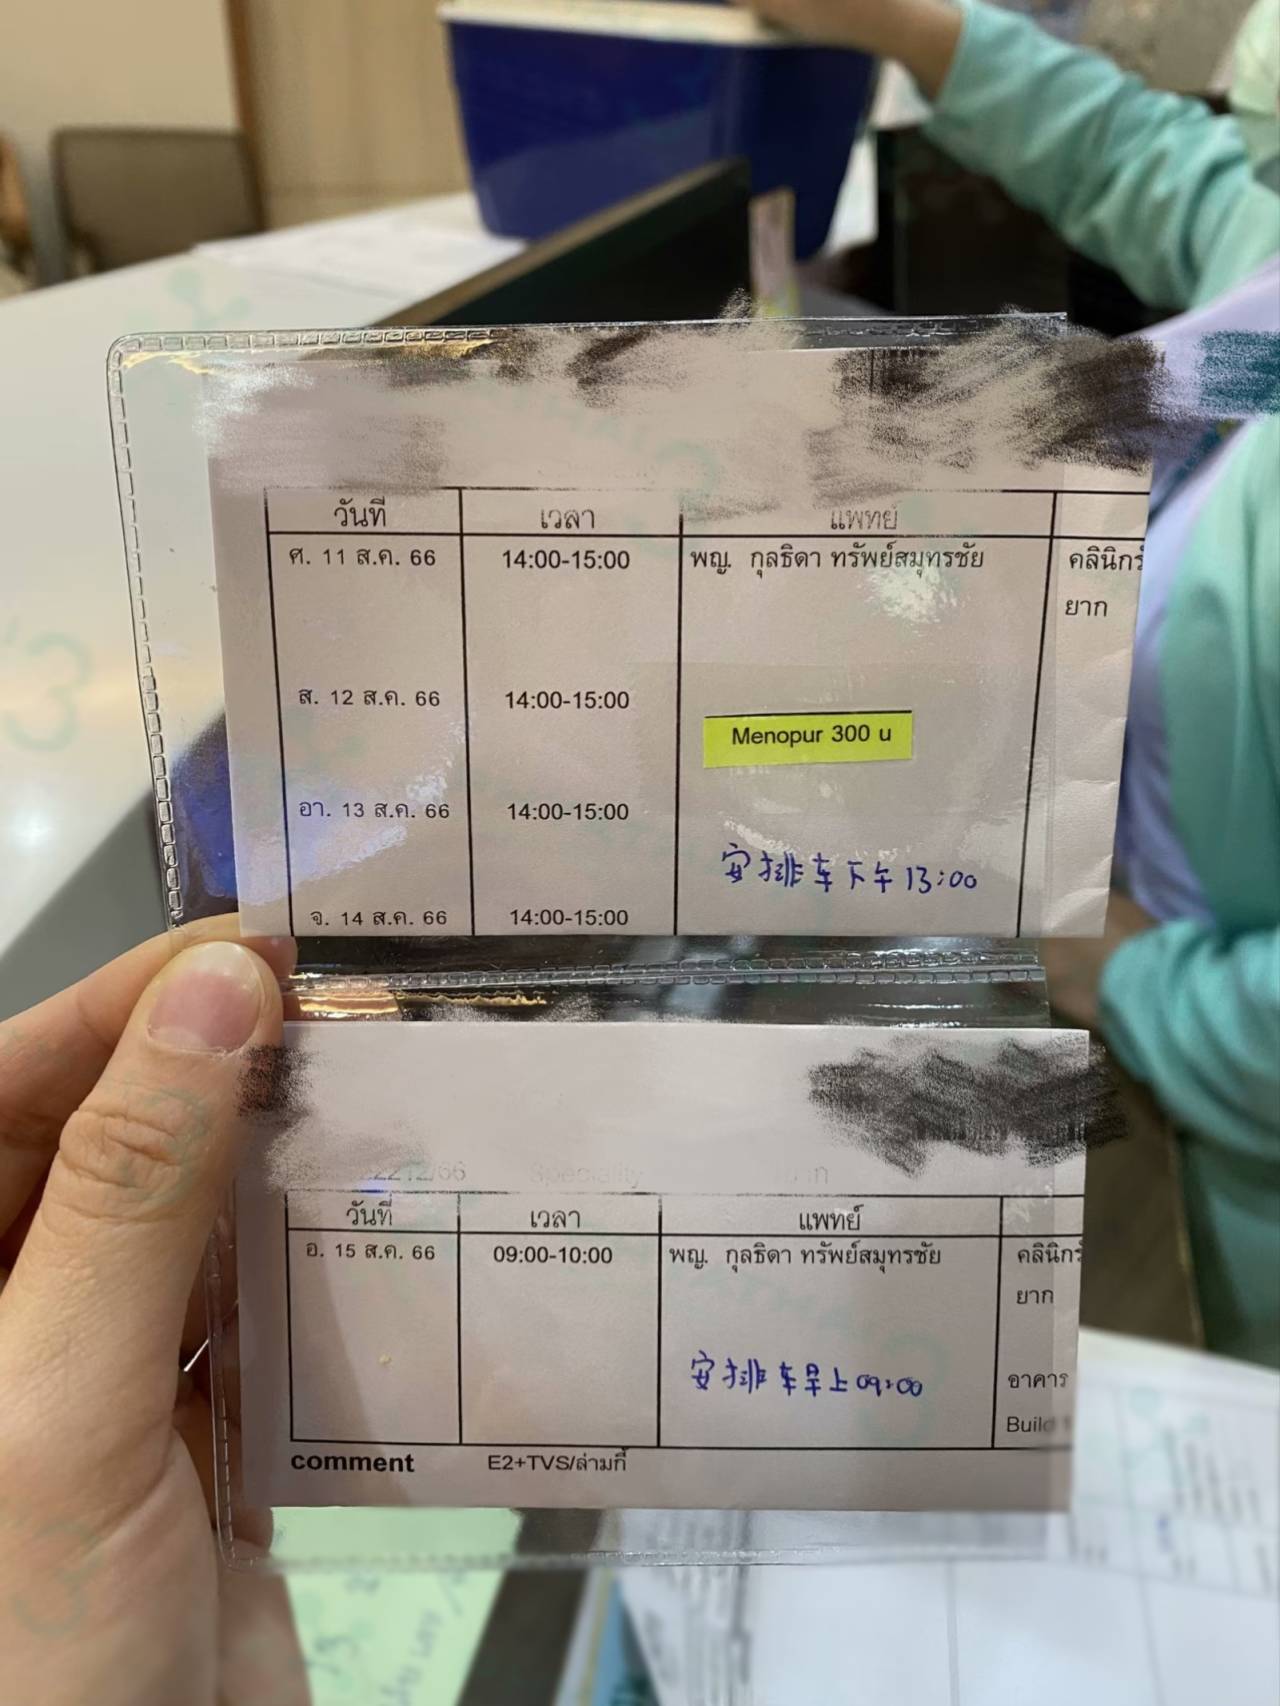 วันที่ เวลา แพทย์
ศ. 11 ส.ค. 66 14:00-15:00 พญ. กุลธิดา ทรัพย์สมุทรชัย คลินิกรั
ยาก
ส. 12 ส.ค. 66 14:00-15:00
Menopur 300 u
อา. 13 ส.ค. 66 14:00-15:00
安排车下午13:00
จ. 14 ส.ค. 66 14:00-15:00
2212/66 Speciality
วันที่ เวลา แพทย์
อ. 15 ส.ค. 66 09:00-10:00 พญ. กุลธิดา ทรัพย์สมุทรชัย คลินิกรั
ยาก
安排车早上09:00
อาคาร
Build
comment E2+TVS/ล่ามกี้